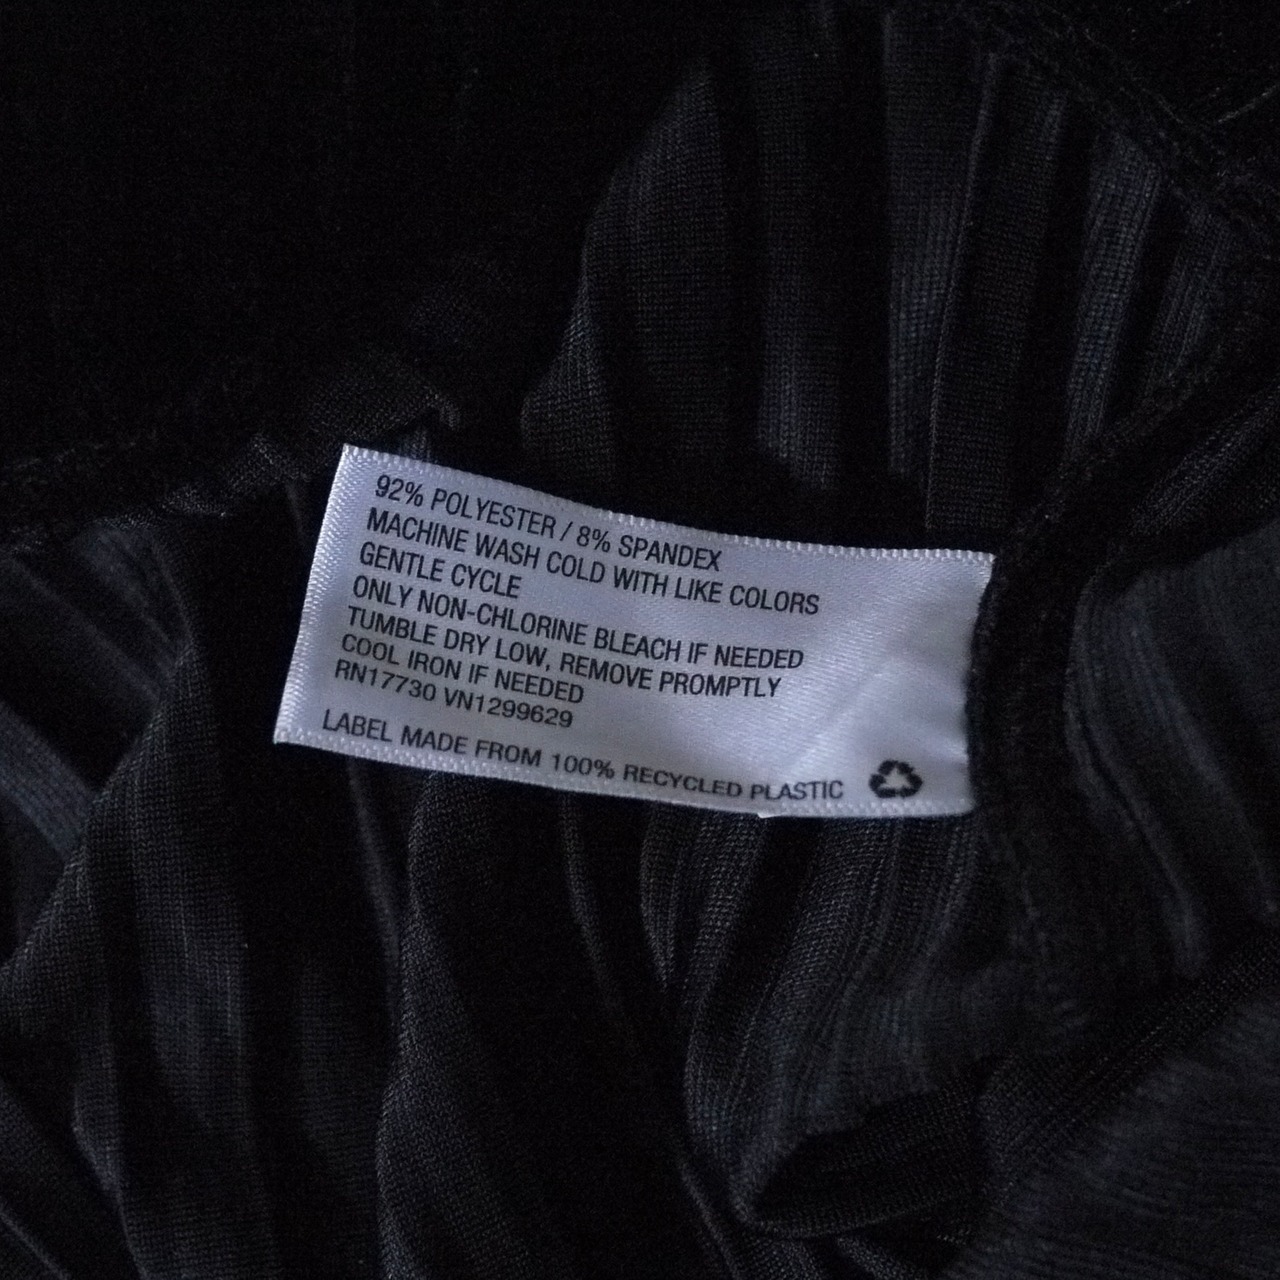 92% POLYESTER / 8% SPANDEX
MACHINE WASH COLD WITH LIKE COLORS
GENTLE CYCLE
ONLY NON-CHLORINE BLEACH IF NEEDED
TUMBLE DRY LOW, REMOVE PROMPTLY
COOL IRON IF NEEDED
RN17730 VN1299629
LABEL MADE FROM 100% RECYCLED PLASTIC